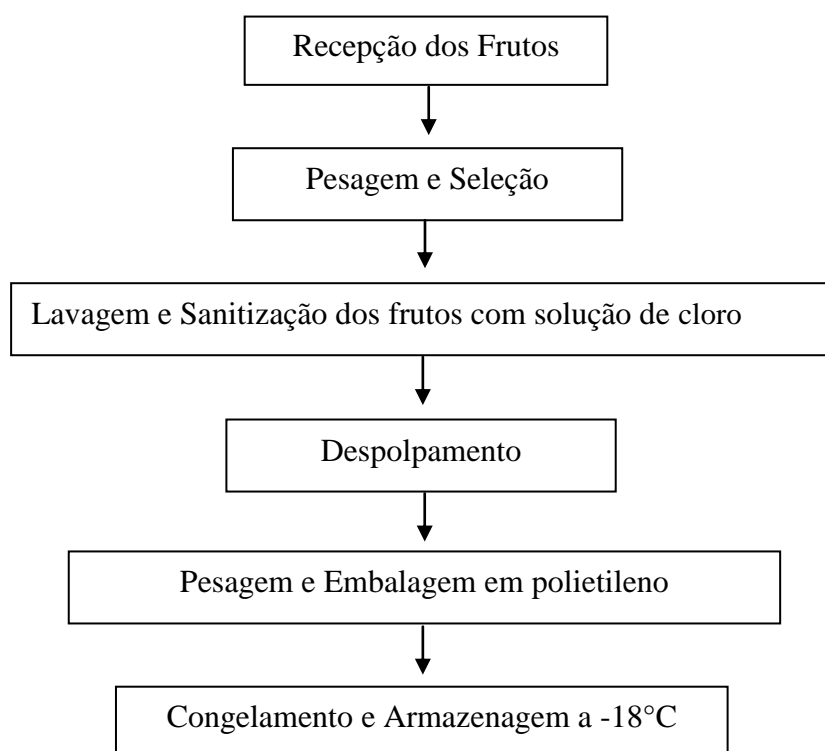 Recepção dos Frutos
Pesagem e Seleção
Lavagem e Sanitização dos frutos com solução de cloro
Despolpamento
Pesagem e Embalagem em polietileno
Congelamento e Armazenagem a -18°C